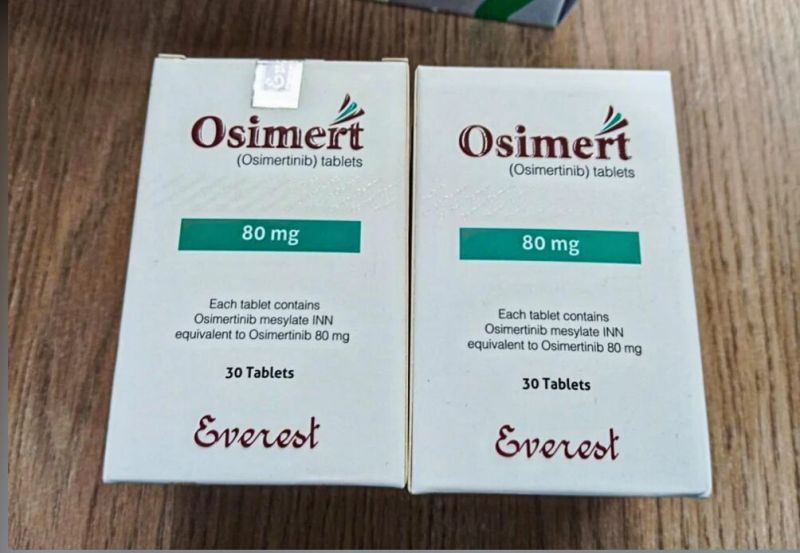 Osimert
(Osimertinib) tablets
80 mg
Each tablet contains
Osimertinib mesylate INN
equivalent to Osimertinib 80 mg
30 Tablets
Everest
Osimert
(Osimertinib) tablets
80 mg
Each tablet contains
Osimertinib mesylate INN
equivalent to Osimertinib 80 mg
30 Tablets
Everest